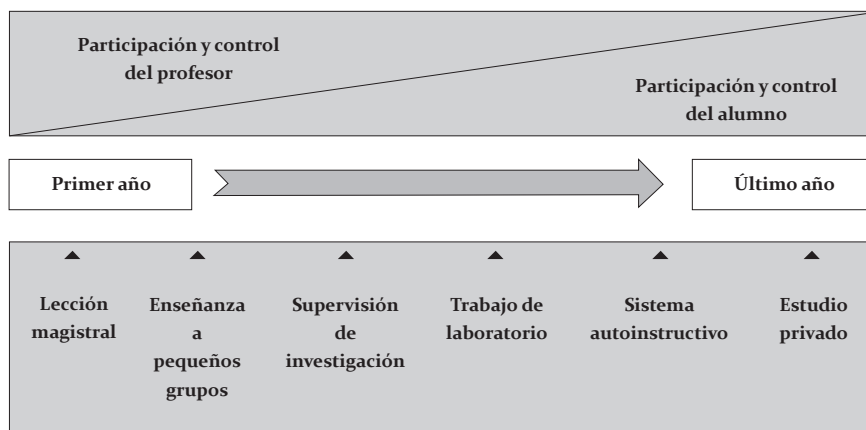 Participación y control
del profesor
Participación y control
del alumno
Primer año
Último año
Lección
magistral
Enseñanza
a
pequeños
grupos
Supervisión
de
investigación
Trabajo de
laboratorio
Sistema
autoinstructivo
Estudio
privado